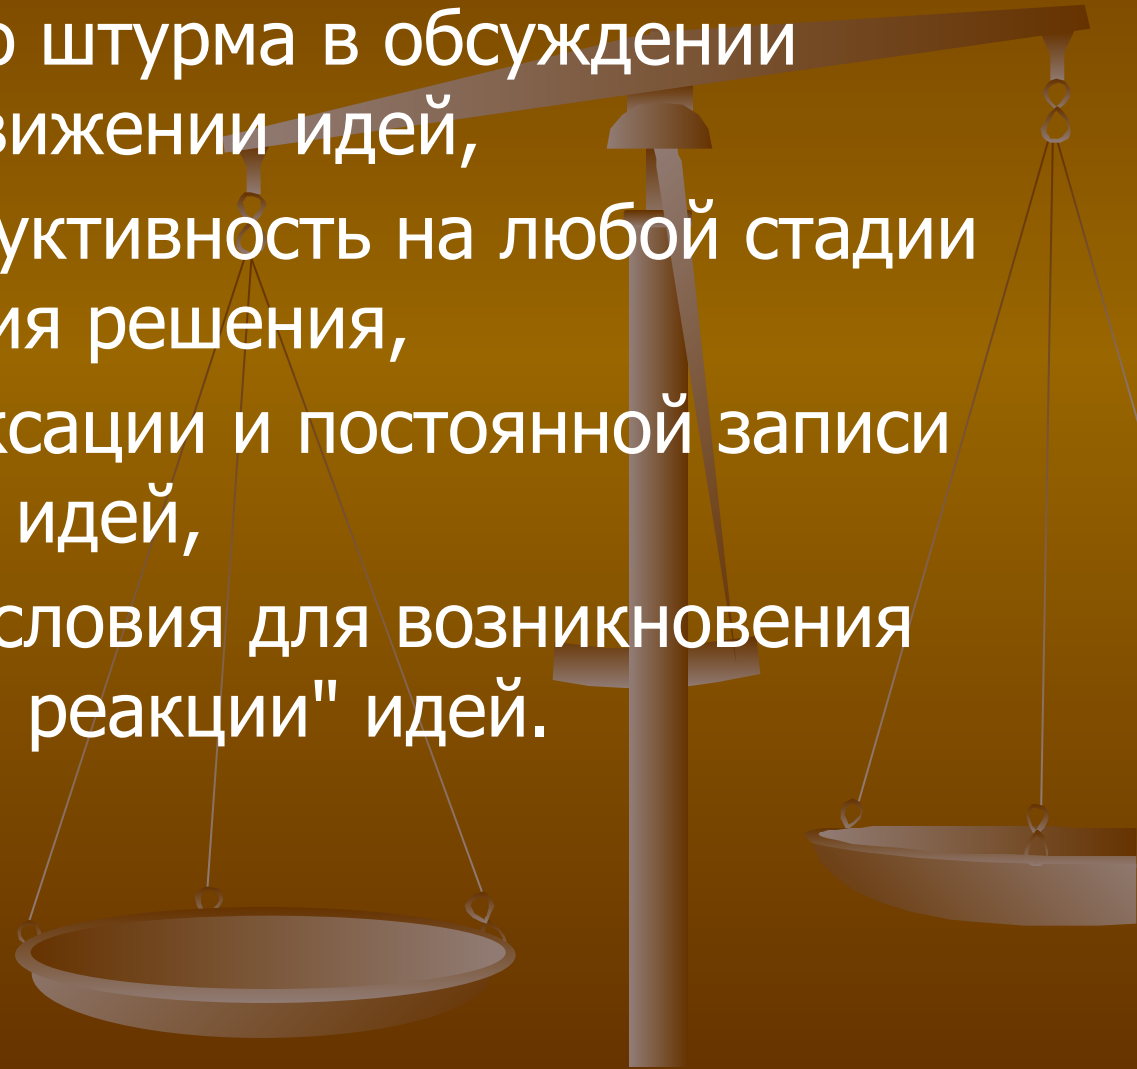 о штурма в обсуждении
вижении идей,
уктивность на любой стадии
ия решения,
ксации и постоянной записи
идей,
словия для возникновения
реакции" идей.